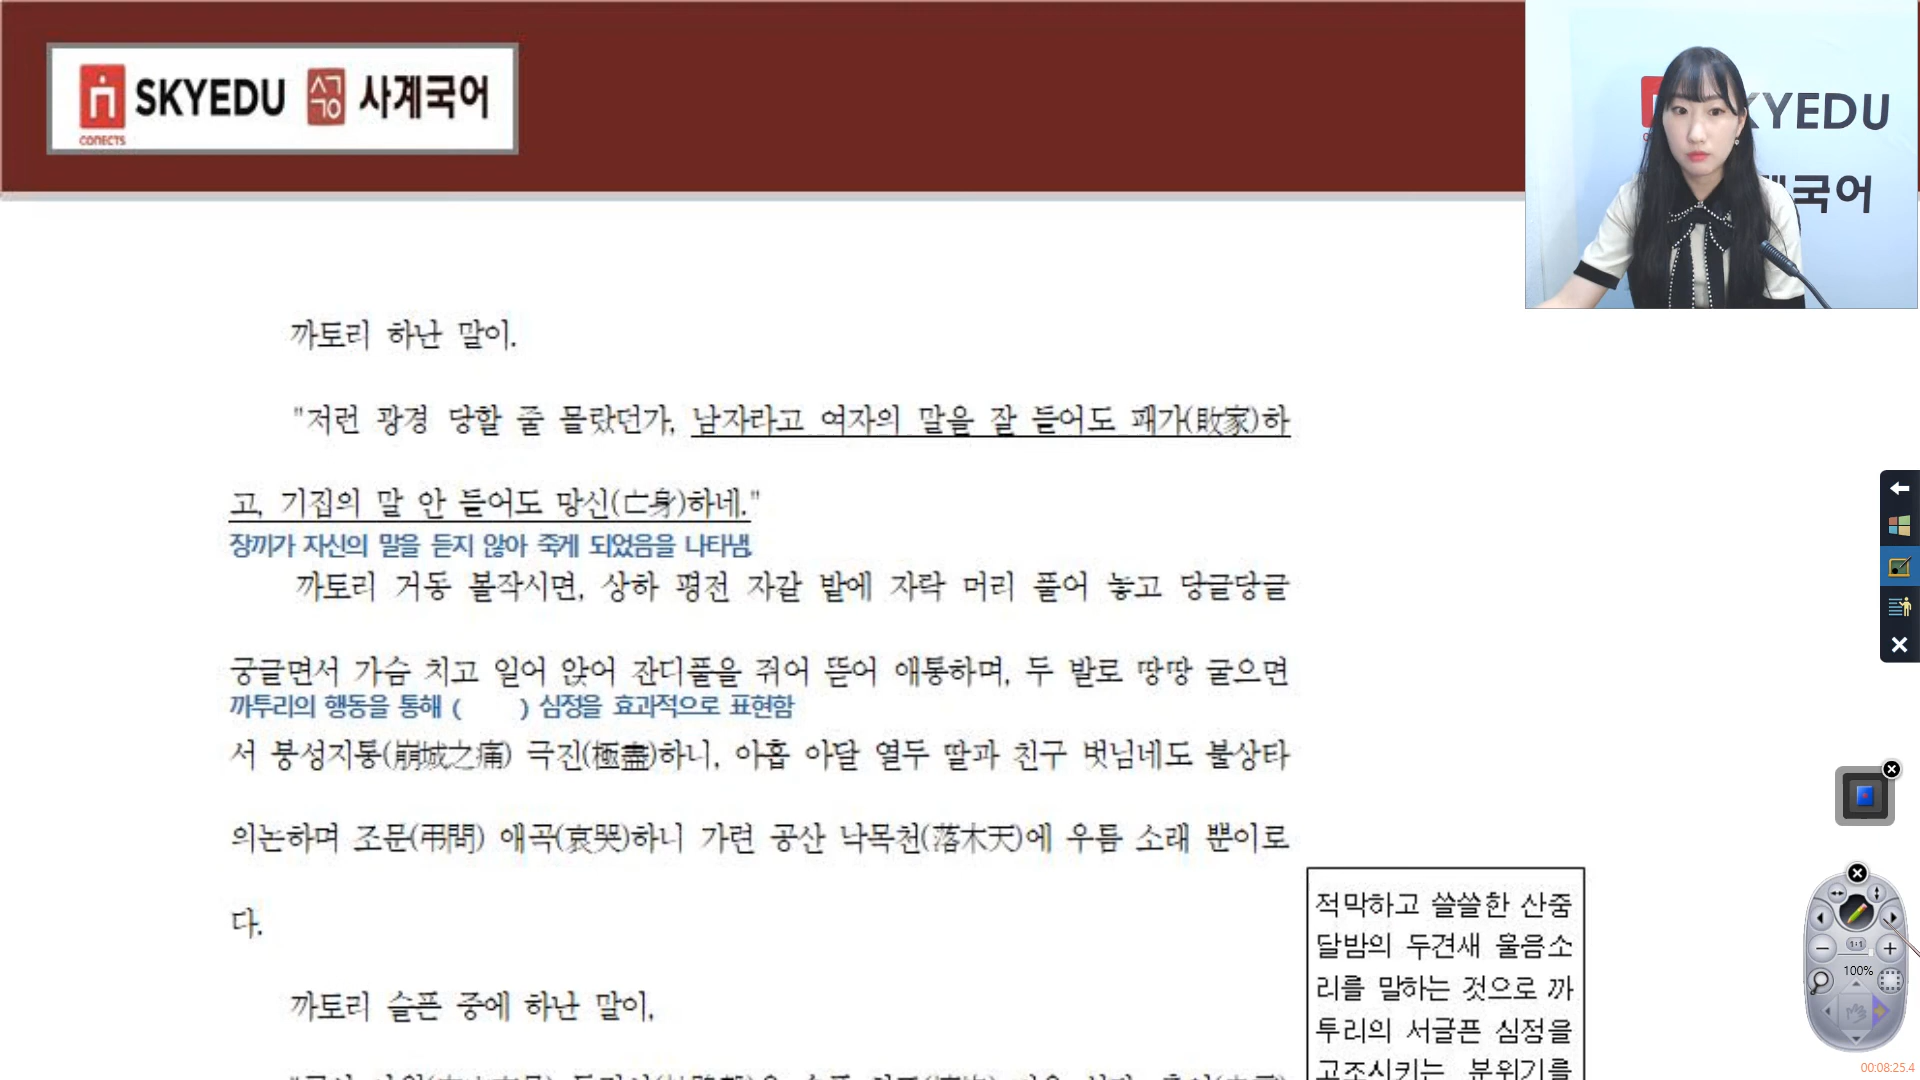 CONECTS
SKYEDU
사계국어
KYEDU
국어
까토리 하난 말이.
"저런 광경 당할 줄 몰랐던가, 남자라고 여자의 말을 잘 들어도 패가(敗家)하
고, 기집의 말 안 들어도 망신(亡身)하네."
장끼가 자신의 말을 듣지 않아 죽게 되었음을 나타냄.
까토리 거동 볼작시면, 상하 평전 자갈 밭에 자락 머리 풀어 놓고 당글당글
궁글면서 가슴 치고 일어 앉어 잔디풀을 쥐어 뜯어 애통하며, 두 발로 땅땅 굴으면
까투리의 행동을 통해 ( ) 심정을 효과적으로 표현함
서 붕성지통(崩城之痛) 극진(極盡)하니, 아홉 아달 열두 딸과 친구 벗님네도 불상타
의논하며 조문(弔問) 애곡(哀哭)하니 가련 공산 낙목천(落木天)에 우름 소래 뿐이로
다.
까토리 슬픈 중에 하난 말이,
적막하고 쓸쓸한 산중
달밤의 두견새 울음소
리를 말하는 것으로 까
투리의 서글픈 심정을
고조시키는 분위기를
1:1
100%
00:08:25.4